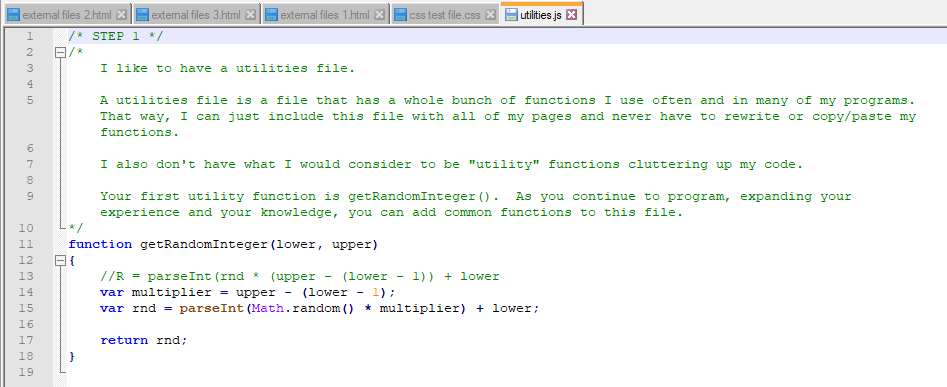 external files 2.html external files 3.html external files 1.html css test file.css utilities.js
1 /* STEP 1 */
2 /*
3 I like to have a utilities file.
4
5 A utilities file is a file that has a whole bunch of functions I use often and in many of my programs.
That way, I can just include this file with all of my pages and never have to rewrite or copy/paste my
functions.
6
7 I also don't have what I would consider to be "utility" functions cluttering up my code.
8
9 Your first utility function is getRandomInteger().  As you continue to program, expanding your
experience and your knowledge, you can add common functions to this file.
10 */
11 function getRandomInteger(lower, upper)
12 {
13 //R = parseInt(rnd * (upper - (lower - 1)) + lower
14 var multiplier = upper - (lower - 1);
15 var rnd = parseInt(Math.random() * multiplier) + lower;
16
17 return rnd;
18 }
19